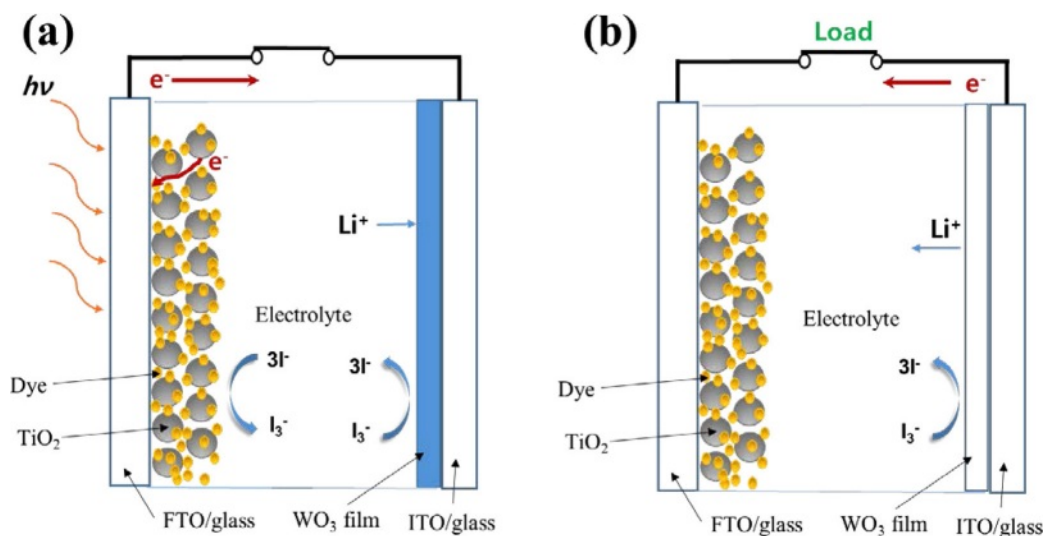 (a)
hν
e⁻
e⁻
Li⁺
Electrolyte
3I⁻
3I⁻
I₃⁻
I₃⁻
Dye
TiO₂
FTO/glass
WO₃ film
ITO/glass
(b)
Load
e⁻
Li⁺
Electrolyte
3I⁻
I₃⁻
Dye
TiO₂
FTO/glass
WO₃ film
ITO/glass